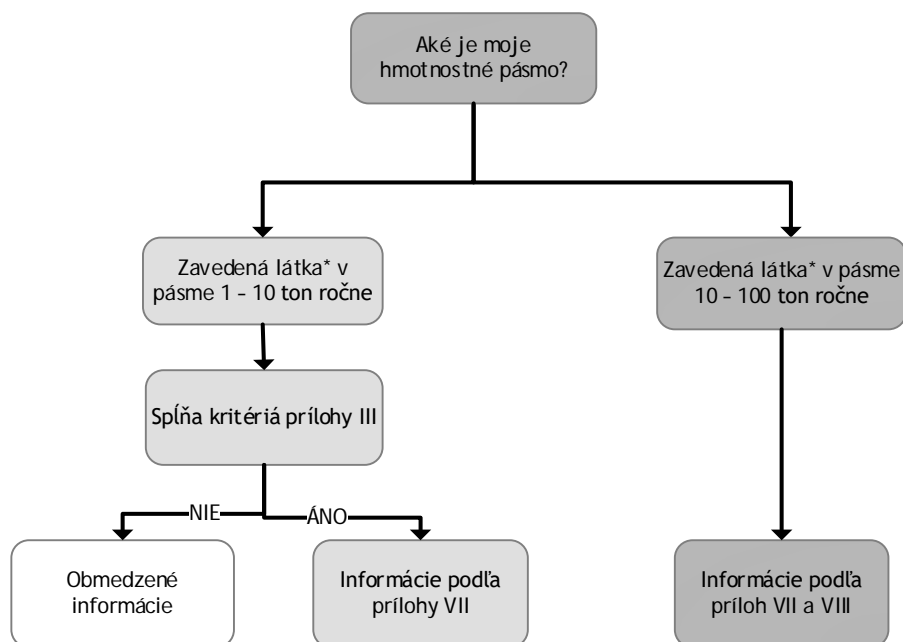 Aké je moje
hmotnostné pásmo?
Zavedená látka* v
pásme 1 – 10 ton ročne
Zavedená látka* v pásme
10 – 100 ton ročne
Spĺňa kritériá prílohy III
NIE
ÁNO
Obmedzené
informácie
Informácie podľa
prílohy VII
Informácie podľa
príloh VII a VIII